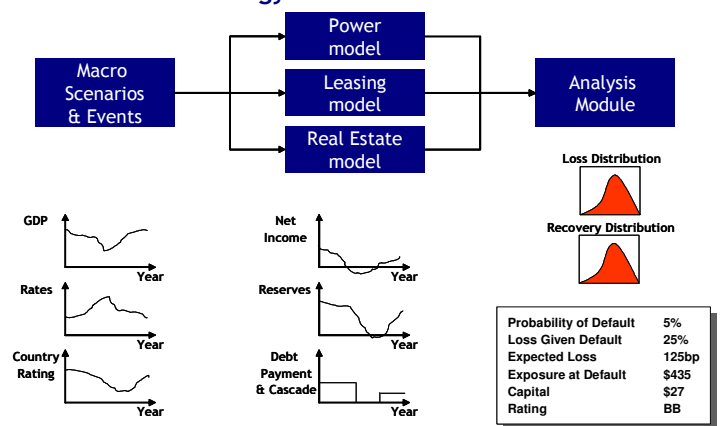 gy
Power
model
Macro
Scenarios
& Events
Leasing
model
Analysis
Module
Real Estate
model
Loss Distribution
Recovery Distribution
GDP
Year
Rates
Year
Country
Rating
Year
Net
Income
Year
Reserves
Year
Debt
Payment
& Cascade
Year
Probability of Default 5%
Loss Given Default 25%
Expected Loss 125bp
Exposure at Default $435
Capital $27
Rating BB